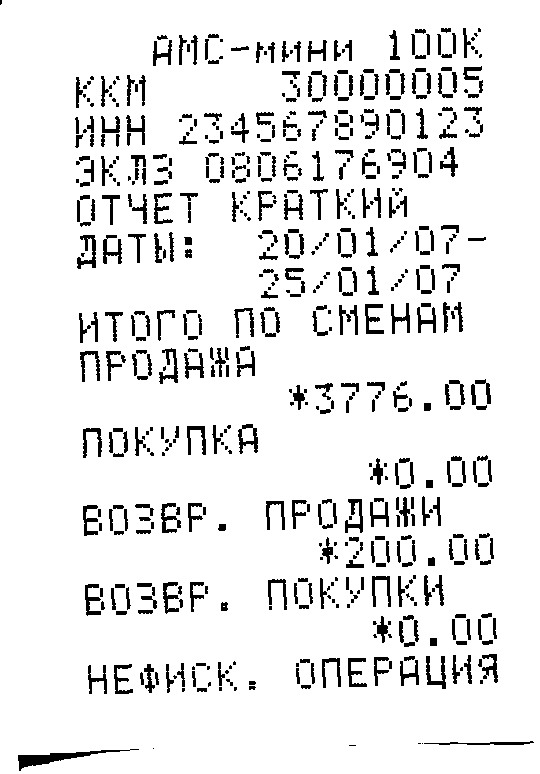 АМС-мини 100К
ККМ 30000005
ИНН 234567890123
ЭКЛЗ 0806176904
ОТЧЕТ КРАТКИЙ
ДАТЫ: 20/01/07-
25/01/07
ИТОГО ПО СМЕНАМ
ПРОДАЖА
*3776.00
ПОКУПКА
*0.00
ВОЗВР. ПРОДАЖИ
*200.00
ВОЗВР. ПОКУПКИ
*0.00
НЕФИСК. ОПЕРАЦИЯ